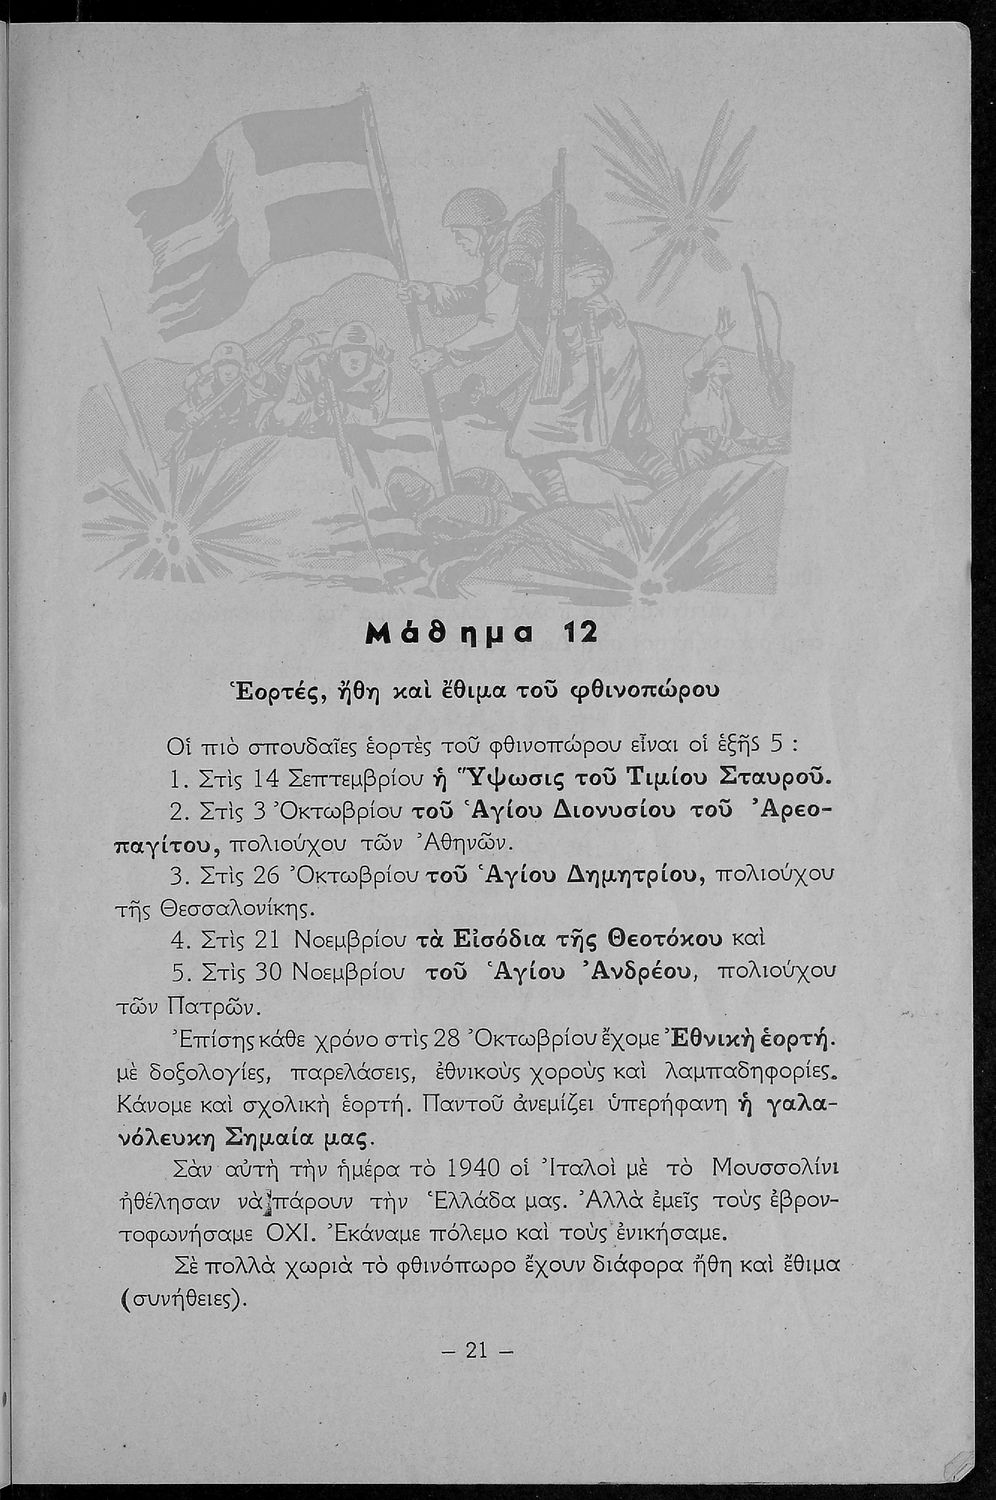 Μάθημα 12
Ἑορτές, ἤθη καὶ ἔθιμα τοῦ φθινοπώρου
Οἱ πιὸ σπουδαῖες ἑορτὲς τοῦ φθινοπώρου εἶναι οἱ ἑξῆς 5 :
1. Στὶς 14 Σεπτεμβρίου ἡ Ὕψωσις τοῦ Τιμίου Σταυροῦ.
2. Στὶς 3 Ὀκτωβρίου τοῦ Ἁγίου Διονυσίου τοῦ Ἀρεο-
παγίτου, πολιούχου τῶν Ἀθηνῶν.
3. Στὶς 26 Ὀκτωβρίου τοῦ Ἁγίου Δημητρίου, πολιούχου
τῆς Θεσσαλονίκης.
4. Στὶς 21 Νοεμβρίου τὰ Εἰσόδια τῆς Θεοτόκου καὶ
5. Στὶς 30 Νοεμβρίου τοῦ Ἁγίου Ἀνδρέου, πολιούχου
τῶν Πατρῶν.
Ἐπίσης κάθε χρόνο στὶς 28 Ὀκτωβρίου ἔχομε Ἐθνικὴ ἑορτή.
μὲ δοξολογίες, παρελάσεις, ἐθνικοὺς χοροὺς καὶ λαμπαδηφορίες.
Κάνομε καὶ σχολικὴ ἑορτή. Παντοῦ ἀνεμίζει ὑπερήφανη ἡ γαλα-
νόλευκη Σημαία μας.
Σὰν αὐτὴ τὴν ἡμέρα τὸ 1940 οἱ Ἰταλοὶ μὲ τὸ Μουσσολίνι
ἠθέλησαν νὰ πάρουν τὴν Ἑλλάδα μας. Ἀλλὰ ἐμεῖς τοὺς ἐβρον-
τοφωνήσαμε ΟΧΙ. Ἐκάναμε πόλεμο καὶ τοὺς ἐνικήσαμε.
Σὲ πολλὰ χωριὰ τὸ φθινόπωρο ἔχουν διάφορα ἤθη καὶ ἔθιμα
(συνήθειες).
– 21 –